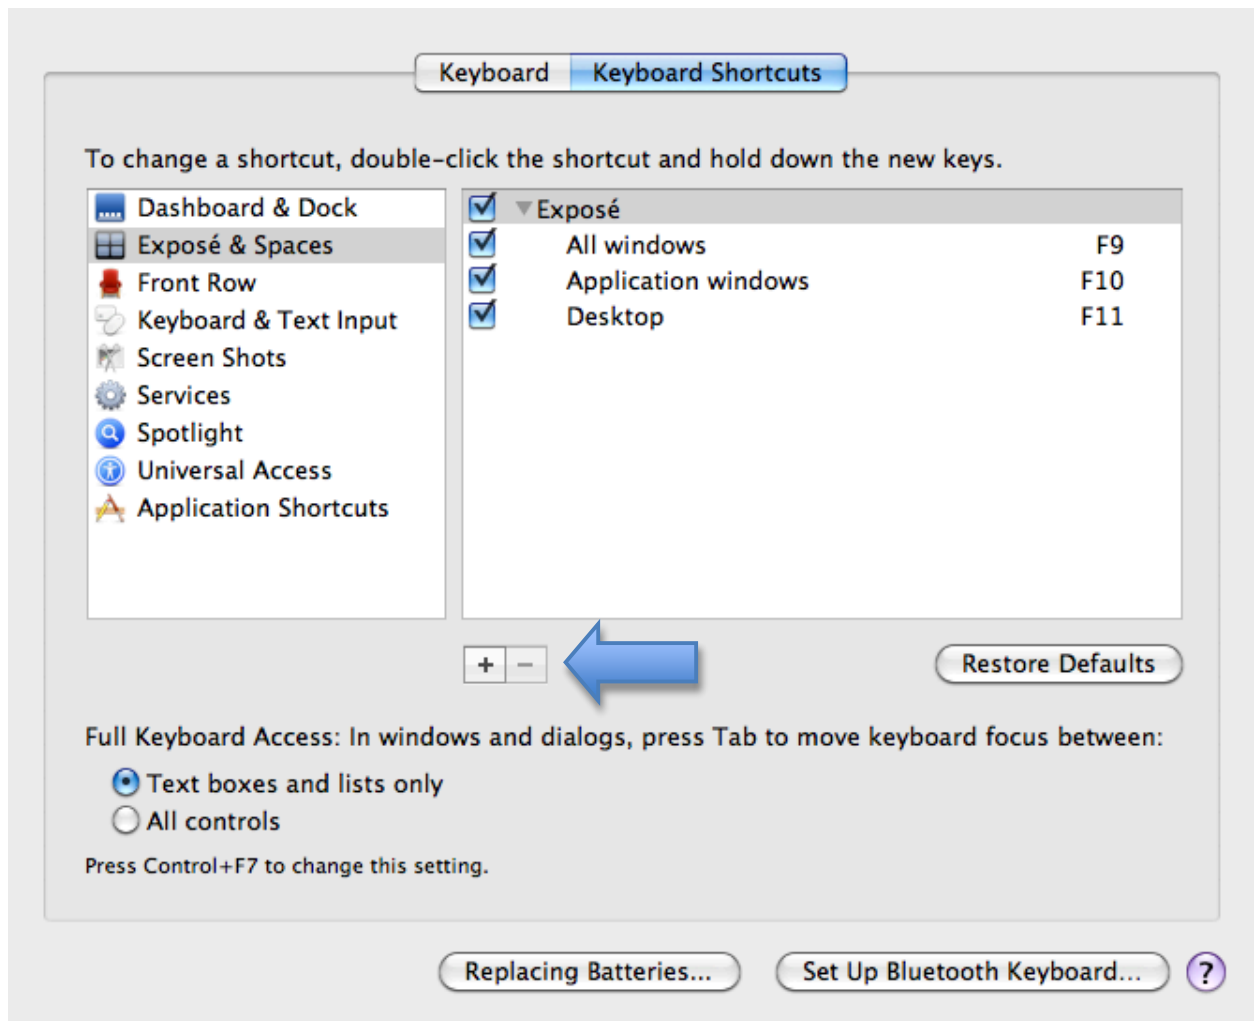 Keyboard Keyboard Shortcuts
To change a shortcut, double-click the shortcut and hold down the new keys.
Dashboard & Dock
Exposé & Spaces
Front Row
Keyboard & Text Input
Screen Shots
Services
Spotlight
Universal Access
Application Shortcuts
Exposé
All windows F9
Application windows F10
Desktop F11
+ −
Restore Defaults
Full Keyboard Access: In windows and dialogs, press Tab to move keyboard focus between:
Text boxes and lists only
All controls
Press Control+F7 to change this setting.
Replacing Batteries... Set Up Bluetooth Keyboard... ?